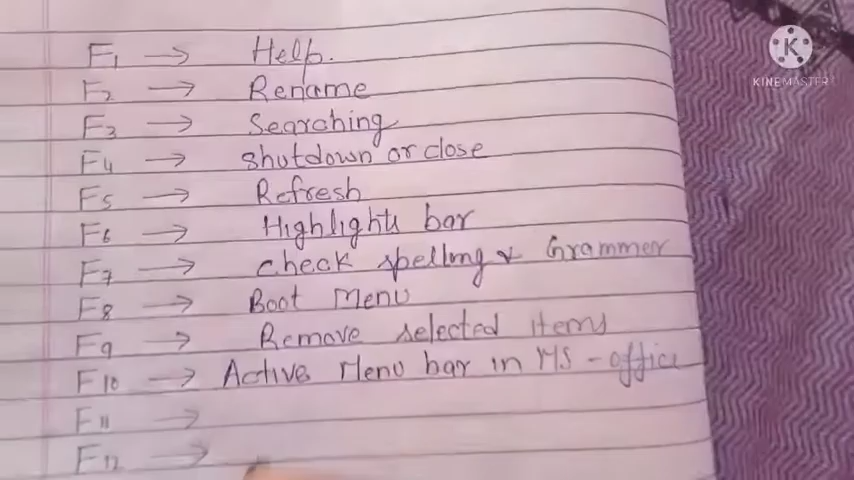 F1 → Help.
F2 → Rename
F3 → Searching
F4 → shutdown or close
F5 → Refresh
F6 → Highlights bar
F7 → check spelling & Grammer
F8 → Boot Menu
F9 → Remove selected items
F10 → Active Menu bar in MS-office
F11 →
F12 →
K
KINEMASTER